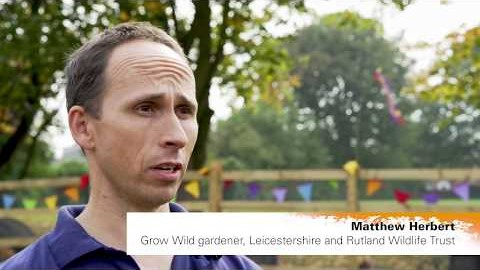 Matthew Herbert
Grow Wild gardener, Leicestershire and Rutland Wildlife Trust